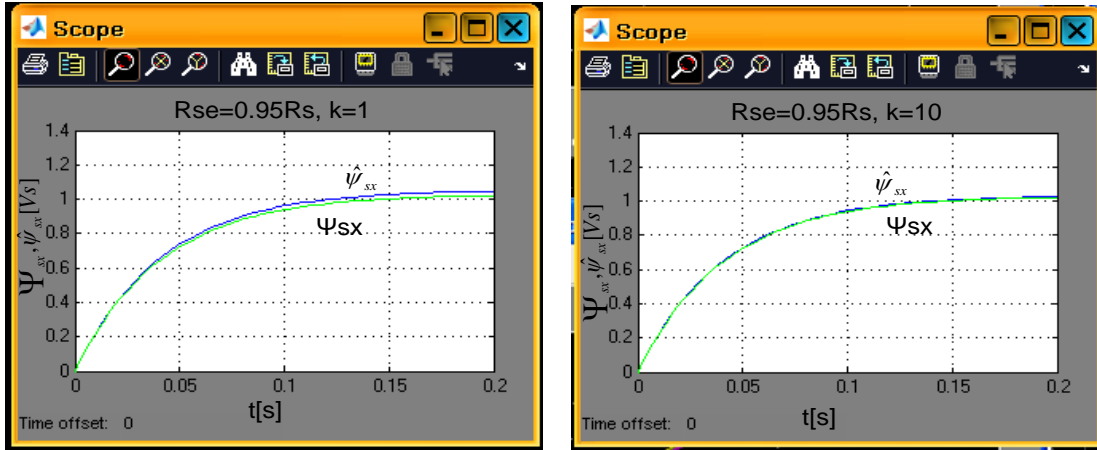 Scope
Rse=0.95Rs, k=1
1.4
1.2
1
0.8
0.6
0.4
0.2
0
Ψsx, ψ̂sx [Vs]
ψ̂sx
Ψsx
0 0.05 0.1 0.15 0.2
t[s]
Time offset: 0
Scope
Rse=0.95Rs, k=10
1.4
1.2
1
0.8
0.6
0.4
0.2
0
Ψsx, ψ̂sx [Vs]
ψ̂sx
Ψsx
0 0.05 0.1 0.15 0.2
t[s]
Time offset: 0